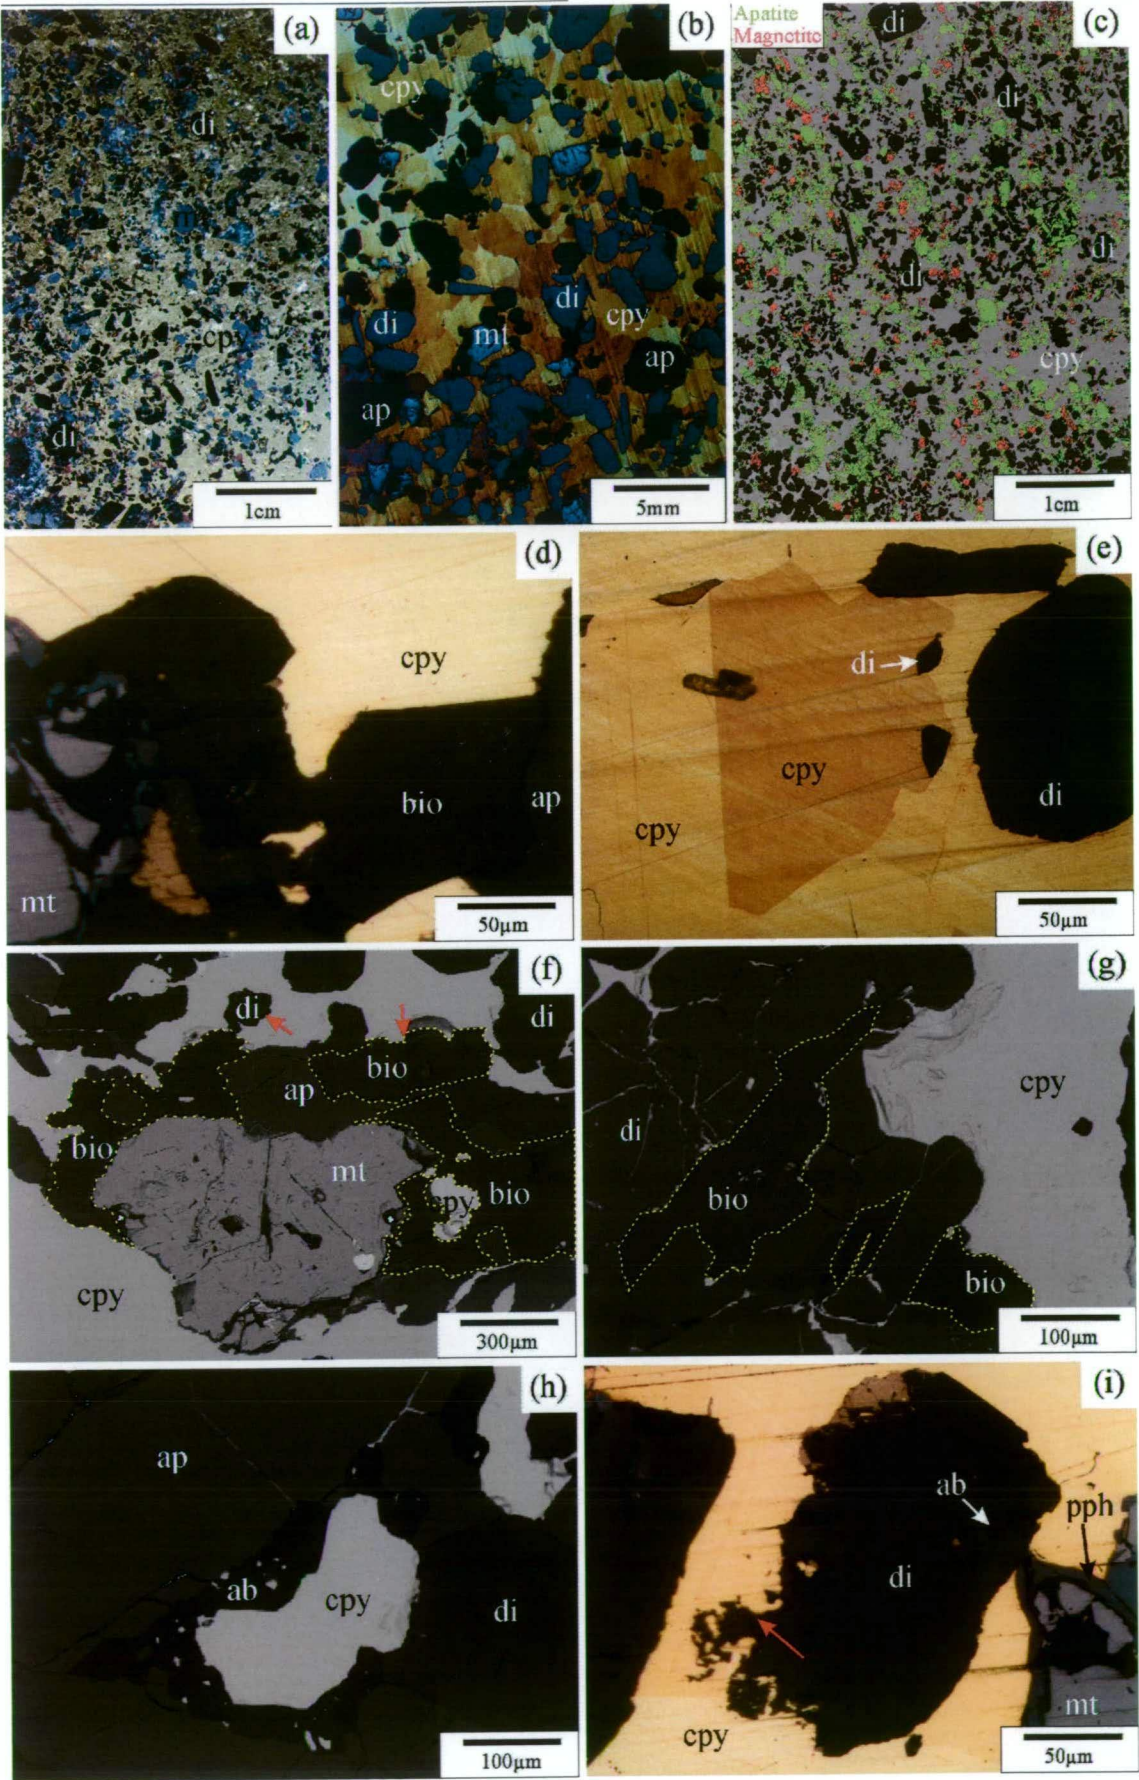 (a)
di
cpy
di
1cm
(b)
cpy
di
di
cpy
mt
ap
ap
5mm
Apatite
Magnetite
di
(c)
di
di
di
cpy
1cm
(d)
cpy
bio
ap
mt
50µm
(e)
di
cpy
di
cpy
50µm
(f)
di
di
bio
ap
bio
mt
cpy
bio
cpy
300µm
(g)
cpy
di
bio
bio
100µm
(h)
ap
ab
cpy
di
100µm
(i)
ab
pph
di
mt
cpy
50µm